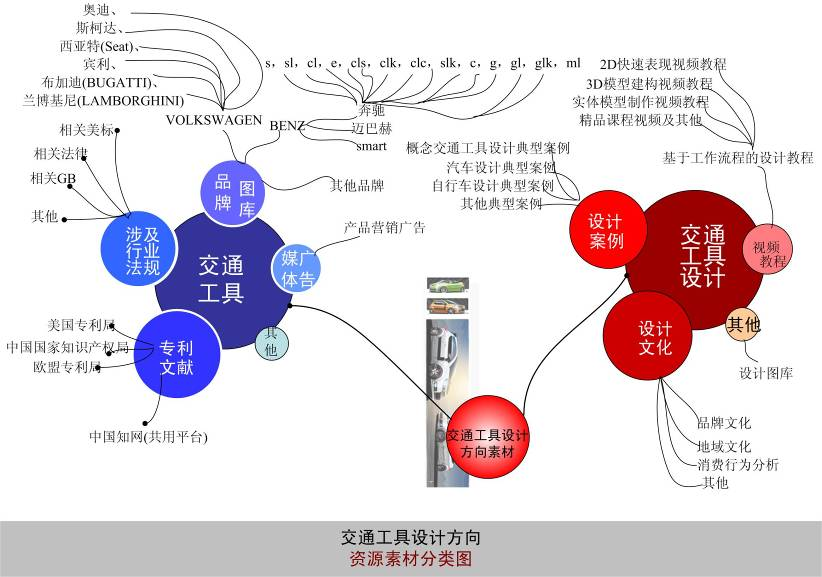 奥迪、
斯柯达、
西亚特(Seat)、
宾利、
布加迪(BUGATTI)、
兰博基尼(LAMBORGHINI)
VOLKSWAGEN
s，sl，cl，e，cls，clk，clc，slk，c，g，gl，glk，ml
奔驰
BENZ
迈巴赫
smart
其他品牌
品牌
图库
相关美标
相关法律
相关GB
其他
涉及
行业
法规
交通
工具
媒体
广告
产品营销广告
其他
美国专利局
中国国家知识产权局
欧盟专利局
专利
文献
中国知网(共用平台)
2D快速表现视频教程
3D模型建构视频教程
实体模型制作视频教程
精品课程视频及其他
基于工作流程的设计教程
概念交通工具设计典型案例
汽车设计典型案例
自行车设计典型案例
其他典型案例
设计
案例
交通
工具
设计
视频
教程
其他
设计图库
设计
文化
品牌文化
地域文化
消费行为分析
其他
交通工具设计
方向素材
交通工具设计方向
资源素材分类图